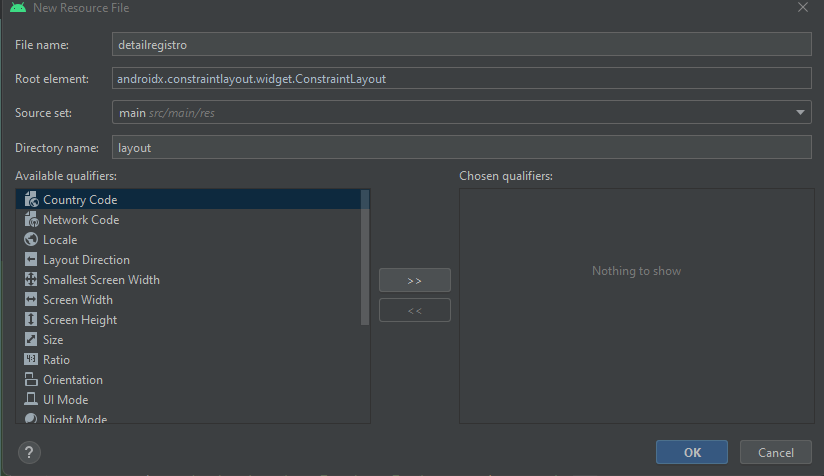 New Resource File
File name:
detailregistro
Root element:
androidx.constraintlayout.widget.ConstraintLayout
Source set:
main src/main/res
Directory name:
layout
Available qualifiers:
Chosen qualifiers:
Country Code
Network Code
Locale
Layout Direction
Smallest Screen Width
Screen Width
Screen Height
Size
4:3 Ratio
Orientation
UI Mode
Night Mode
>>
<<
Nothing to show
?
OK
Cancel